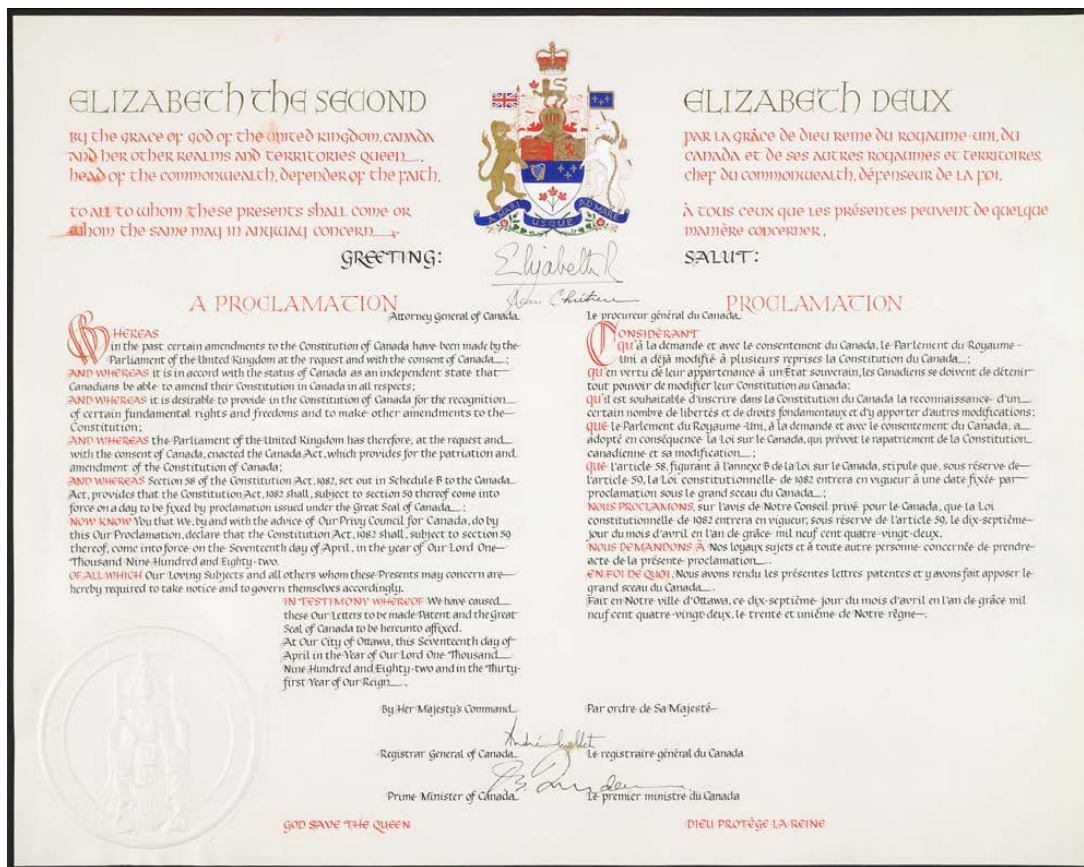 ELIZABETH THE SECOND
BY THE GRACE OF GOD OF THE UNITED KINGDOM, CANADA
AND HER OTHER REALMS AND TERRITORIES QUEEN,
HEAD OF THE COMMONWEALTH, DEFENDER OF THE FAITH.
TO ALL TO WHOM THESE PRESENTS SHALL COME OR
WHOM THE SAME MAY IN ANYWAY CONCERN,
GREETING:
A MARI USQUE AD MARE
Elizabeth R
Jean Chrétien
ELIZABETH DEUX
PAR LA GRÂCE DE DIEU REINE DU ROYAUME-UNI, DU
CANADA ET DE SES AUTRES ROYAUMES ET TERRITOIRES,
CHEF DU COMMONWEALTH, DÉFENSEUR DE LA FOI.
À TOUS CEUX QUE LES PRÉSENTES PEUVENT DE QUELQUE
MANIÈRE CONCERNER,
SALUT:
A PROCLAMATION
Attorney General of Canada
WHEREAS
in the past certain amendments to the Constitution of Canada have been made by the
Parliament of the United Kingdom at the request and with the consent of Canada;
AND WHEREAS it is in accord with the status of Canada as an independent state that
Canadians be able to amend their Constitution in Canada in all respects;
AND WHEREAS it is desirable to provide in the Constitution of Canada for the recognition
of certain fundamental rights and freedoms and to make other amendments to the
Constitution;
AND WHEREAS the Parliament of the United Kingdom has therefore, at the request and
with the consent of Canada, enacted the Canada Act, which provides for the patriation and
amendment of the Constitution of Canada;
AND WHEREAS Section 58 of the Constitution Act, 1982, set out in Schedule B to the Canada
Act, provides that the Constitution Act, 1982 shall, subject to section 59 thereof come into
force on a day to be fixed by proclamation issued under the Great Seal of Canada;
NOW KNOW You that We, by and with the advice of Our Privy Council for Canada, do by
this Our Proclamation, declare that the Constitution Act, 1982 shall, subject to section 59
thereof, come into force on the Seventeenth day of April, in the year of Our Lord One
Thousand Nine Hundred and Eighty-two.
OF ALL WHICH Our Loving Subjects and all others whom these Presents may concern are
hereby required to take notice and to govern themselves accordingly.
IN TESTIMONY WHEREOF We have caused
these Our Letters to be made Patent and the Great
Seal of Canada to be hereunto affixed.
At Our City of Ottawa, this Seventeenth day of
April in the Year of Our Lord One Thousand
Nine Hundred and Eighty-two and in the Thirty-
first Year of Our Reign.
By Her Majesty's Command
Registrar General of Canada
Prime Minister of Canada
GOD SAVE THE QUEEN
PROCLAMATION
Le procureur général du Canada
CONSIDÉRANT
qu'à la demande et avec le consentement du Canada, le Parlement du Royaume-
Uni a déjà modifié à plusieurs reprises la Constitution du Canada;
qu'en vertu de leur appartenance à un État souverain, les Canadiens se doivent de détenir
tout pouvoir de modifier leur Constitution au Canada;
qu'il est souhaitable d'inscrire dans la Constitution du Canada la reconnaissance d'un
certain nombre de libertés et de droits fondamentaux et d'y apporter d'autres modifications;
que le Parlement du Royaume-Uni, à la demande et avec le consentement du Canada, a
adopté en conséquence la Loi sur le Canada, qui prévoit le rapatriement de la Constitution
canadienne et sa modification;
que l'article 58, figurant à l'annexe B de la Loi sur le Canada, stipule que, sous réserve de
l'article 59, la Loi constitutionnelle de 1982 entrera en vigueur à une date fixée par
proclamation sous le grand sceau du Canada;
NOUS PROCLAMONS, sur l'avis de Notre Conseil privé pour le Canada, que la Loi
constitutionnelle de 1982 entrera en vigueur, sous réserve de l'article 59, le dix-septième
jour du mois d'avril en l'an de grâce mil neuf cent quatre-vingt-deux.
NOUS DEMANDONS À Nos loyaux sujets et à toute autre personne concernée de prendre
acte de la présente proclamation.
EN FOI DE QUOI, Nous avons rendu les présentes lettres patentes et y avons fait apposer le
grand sceau du Canada.
Fait en Notre ville d'Ottawa, ce dix-septième jour du mois d'avril en l'an de grâce mil
neuf cent quatre-vingt-deux, le trente et unième de Notre règne.
Par ordre de Sa Majesté
André Ouellet
Le registraire général du Canada
P. E. Trudeau
Le premier ministre du Canada
DIEU PROTÈGE LA REINE